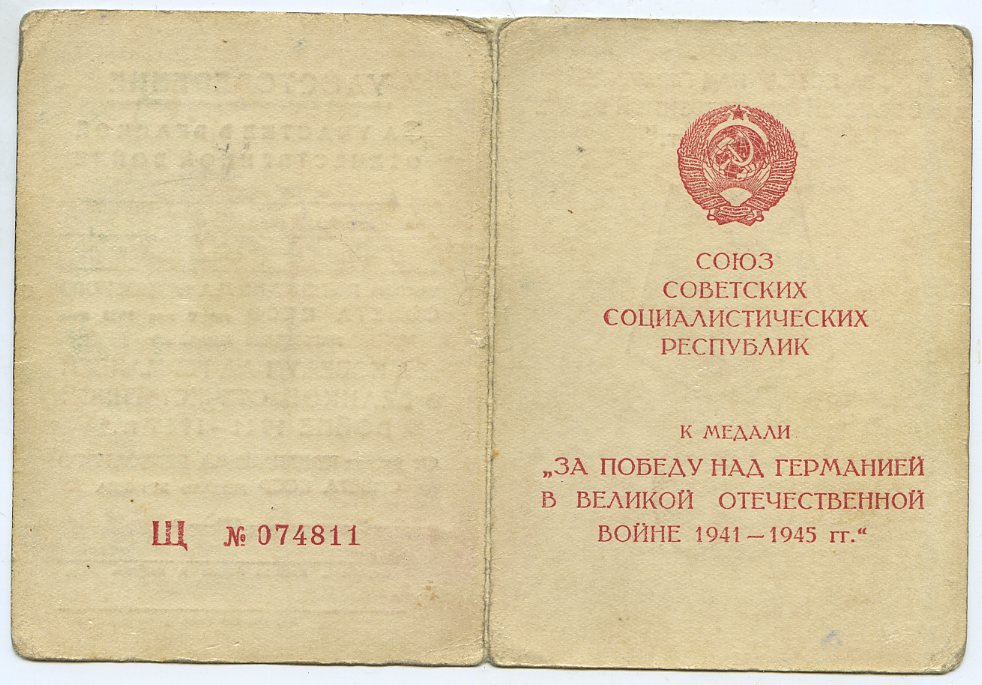 Щ № 074811
СОЮЗ
СОВЕТСКИХ
СОЦИАЛИСТИЧЕСКИХ
РЕСПУБЛИК
К МЕДАЛИ
„ЗА ПОБЕДУ НАД ГЕРМАНИЕЙ
В ВЕЛИКОЙ ОТЕЧЕСТВЕННОЙ
ВОЙНЕ 1941—1945 гг.“